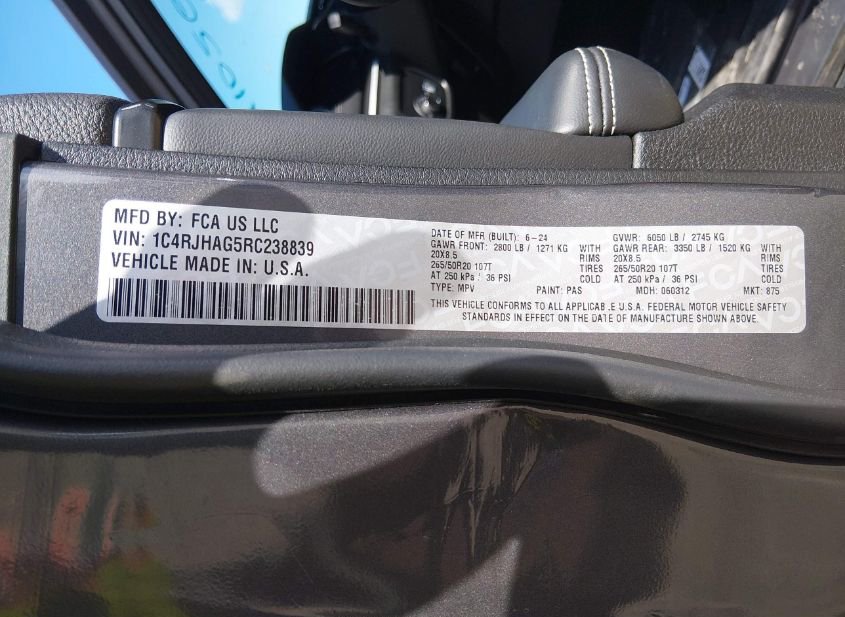 MFD BY: FCA US LLC
VIN: 1C4RJHAG5RC238839
VEHICLE MADE IN: U.S.A.
DATE OF MFR (BUILT): 6-24 GVWR: 6050 LB / 2745 KG
GAWR FRONT: 2800 LB / 1271 KG WITH GAWR REAR: 3350 LB / 1520 KG WITH
20X8.5 RIMS 20X8.5 RIMS
265/50R20 107T TIRES 265/50R20 107T TIRES
AT 250 kPa / 36 PSI COLD AT 250 kPa / 36 PSI COLD
TYPE: MPV PAINT: PAS MDH: 060312 MKT: 875
THIS VEHICLE CONFORMS TO ALL APPLICABLE U.S.A. FEDERAL MOTOR VEHICLE SAFETY
STANDARDS IN EFFECT ON THE DATE OF MANUFACTURE SHOWN ABOVE.